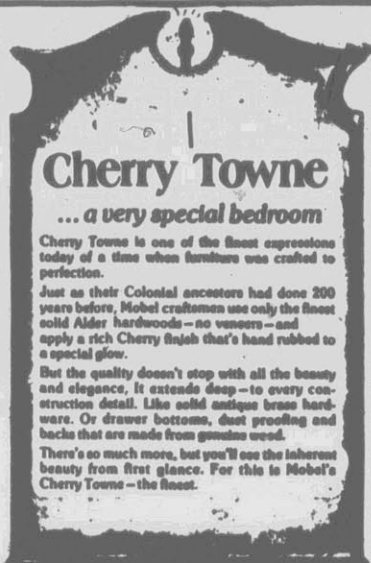 Cherry Towne
... a very special bedroom
Cherry Towne is one of the finest expressions
today of a time when furniture was crafted to
perfection.
Just as their Colonial ancestors had done 200
years before, Mobel craftsmen use only the finest
solid Alder hardwoods – no veneers – and
apply a rich Cherry finish that's hand rubbed to
a special glow.
But the quality doesn't stop with all the beauty
and elegance, It extends deep – to every con-
struction detail. Like solid antique brass hard-
ware. Or drawer bottoms, dust proofing and
backs that are made from genuine wood.
There's so much more, but you'll see the inherent
beauty from first glance. For this is Mobel's
Cherry Towne – the finest.